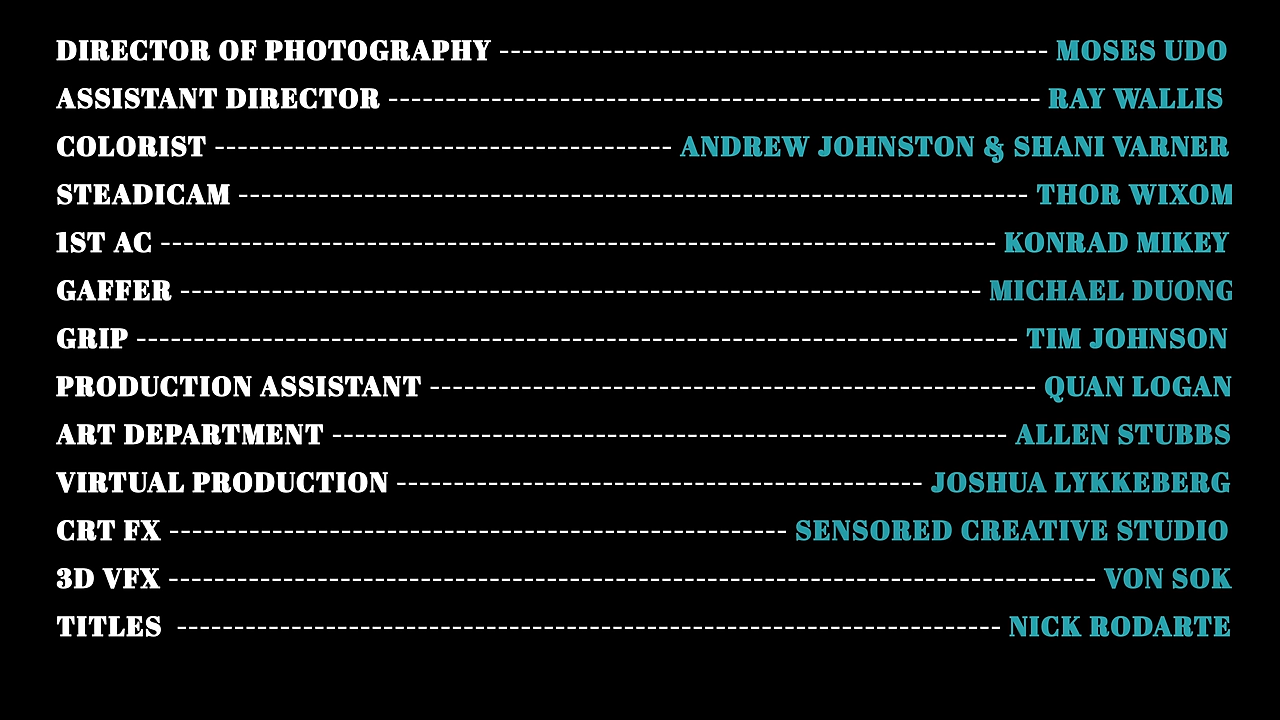 DIRECTOR OF PHOTOGRAPHY ---------------------------------------------------------- MOSES UDO
ASSISTANT DIRECTOR --------------------------------------------------------------------- RAY WALLIS
COLORIST ------------------------------------------------ ANDREW JOHNSTON & SHANI VARNER
STEADICAM ----------------------------------------------------------------------------------- THOR WIXOM
1ST AC ---------------------------------------------------------------------------------------- KONRAD MIKEY
GAFFER ------------------------------------------------------------------------------------ MICHAEL DUONG
GRIP --------------------------------------------------------------------------------------------- TIM JOHNSON
PRODUCTION ASSISTANT ---------------------------------------------------------------- QUAN LOGAN
ART DEPARTMENT ----------------------------------------------------------------------- ALLEN STUBBS
VIRTUAL PRODUCTION ------------------------------------------------------- JOSHUA LYKKEBERG
CRT FX ----------------------------------------------------------------- SENSORED CREATIVE STUDIO
3D VFX -------------------------------------------------------------------------------------------------- VON SOK
TITLES --------------------------------------------------------------------------------------- NICK RODARTE